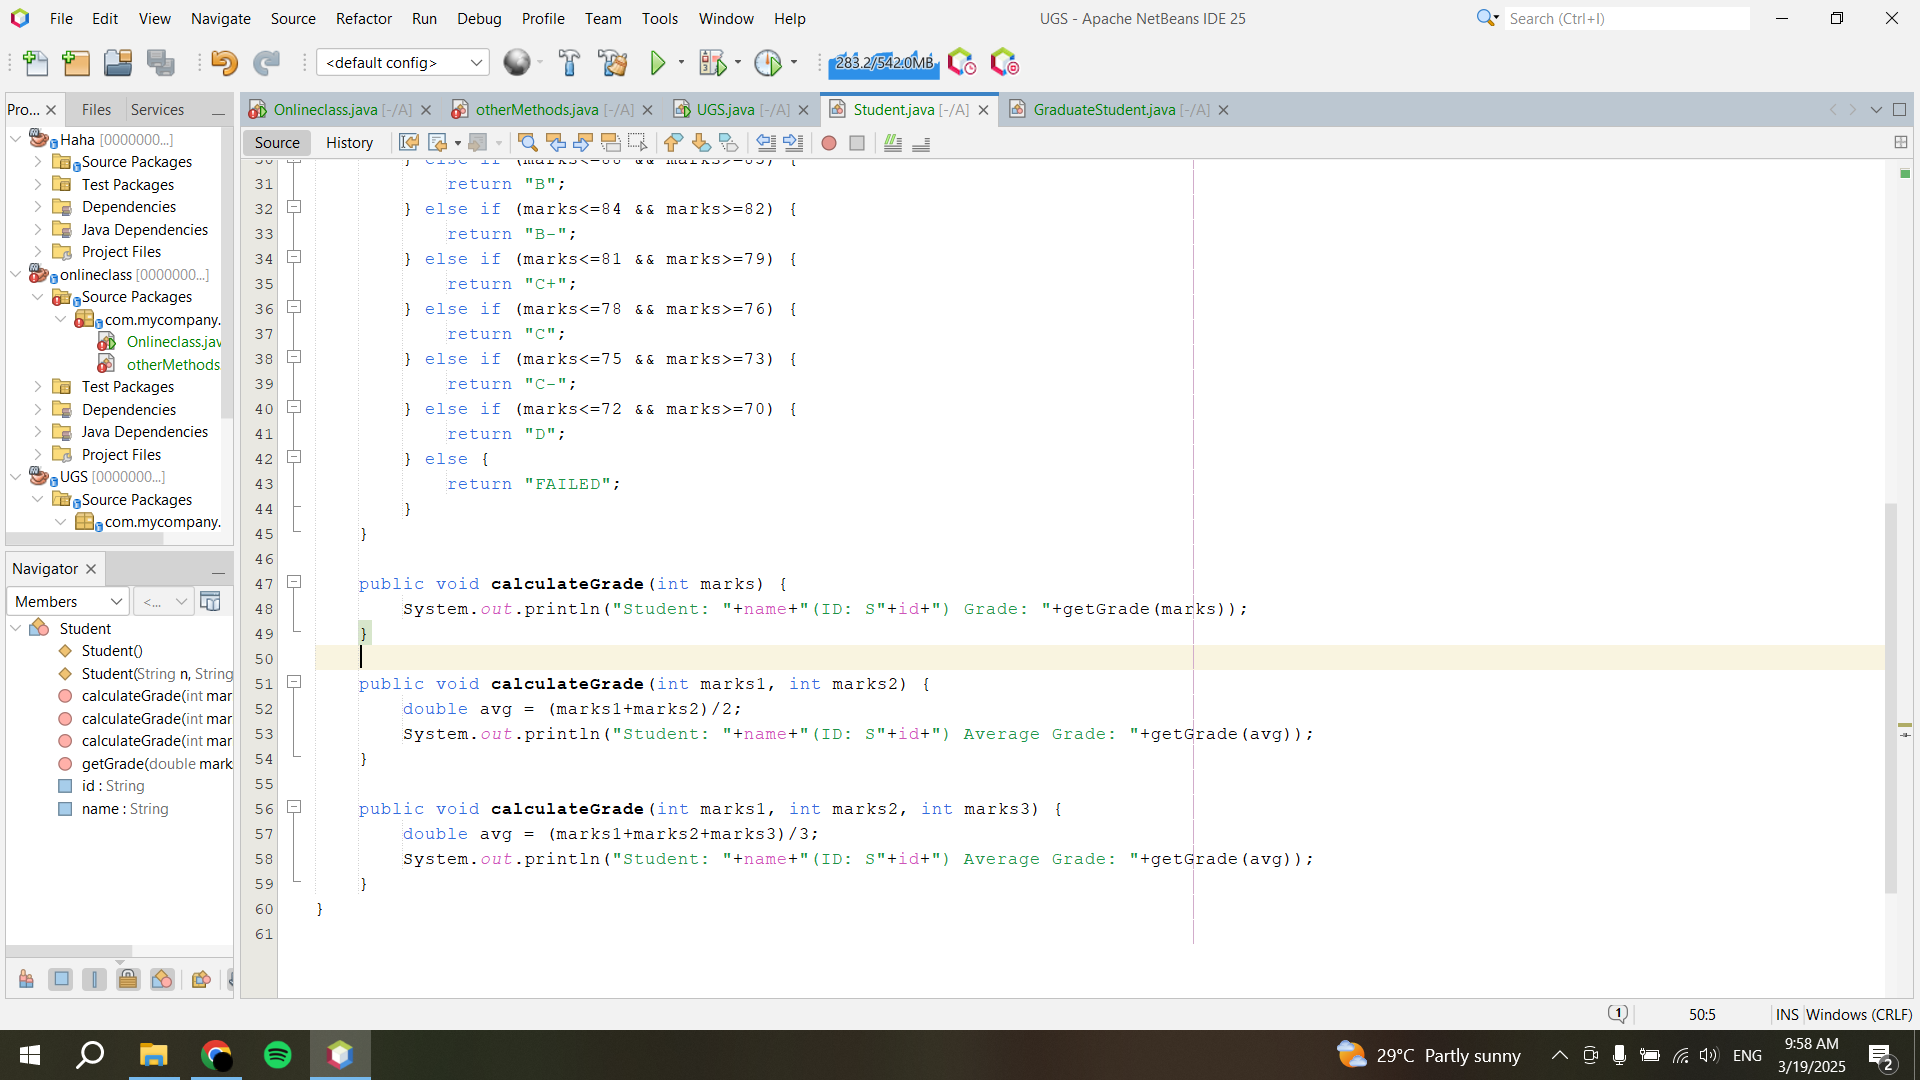 File Edit View Navigate Source Refactor Run Debug Profile Team Tools Window Help
UGS - Apache NetBeans IDE 25
Search (Ctrl+I)
<default config>
283.2/542.0MB
Pro...
Files
Services
Onlineclass.java [-/A]
otherMethods.java [-/A]
UGS.java [-/A]
Student.java [-/A]
GraduateStudent.java [-/A]
Source
History
Haha [0000000...]
Source Packages
Test Packages
Dependencies
Java Dependencies
Project Files
onlineclass [0000000...]
Source Packages
com.mycompany.
Onlineclass.jav
otherMethods
Test Packages
Dependencies
Java Dependencies
Project Files
UGS [0000000...]
Source Packages
com.mycompany.
Navigator
Members
<...
Student
Student()
Student(String n, String
calculateGrade(int mar
calculateGrade(int mar
calculateGrade(int mar
getGrade(double mark
id : String
name : String
31 return "B";
32 } else if (marks<=84 && marks>=82) {
33 return "B-";
34 } else if (marks<=81 && marks>=79) {
35 return "C+";
36 } else if (marks<=78 && marks>=76) {
37 return "C";
38 } else if (marks<=75 && marks>=73) {
39 return "C-";
40 } else if (marks<=72 && marks>=70) {
41 return "D";
42 } else {
43 return "FAILED";
44 }
45 }
46
47 public void calculateGrade(int marks) {
48 System.out.println("Student: "+name+"(ID: S"+id+") Grade: "+getGrade(marks));
49 }
50
51 public void calculateGrade(int marks1, int marks2) {
52 double avg = (marks1+marks2)/2;
53 System.out.println("Student: "+name+"(ID: S"+id+") Average Grade: "+getGrade(avg));
54 }
55
56 public void calculateGrade(int marks1, int marks2, int marks3) {
57 double avg = (marks1+marks2+marks3)/3;
58 System.out.println("Student: "+name+"(ID: S"+id+") Average Grade: "+getGrade(avg));
59 }
60 }
61
1
50:5
INS
Windows (CRLF)
29°C Partly sunny
ENG
9:58 AM
3/19/2025
2